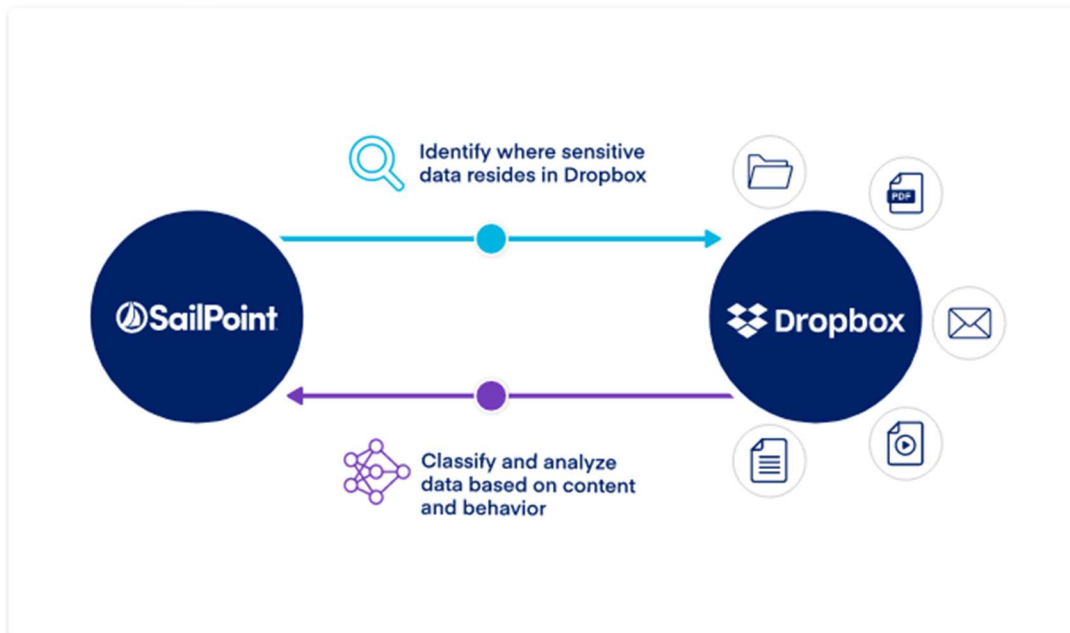 Identify where sensitive
data resides in Dropbox
PDF
SailPoint
Dropbox
Classify and analyze
data based on content
and behavior